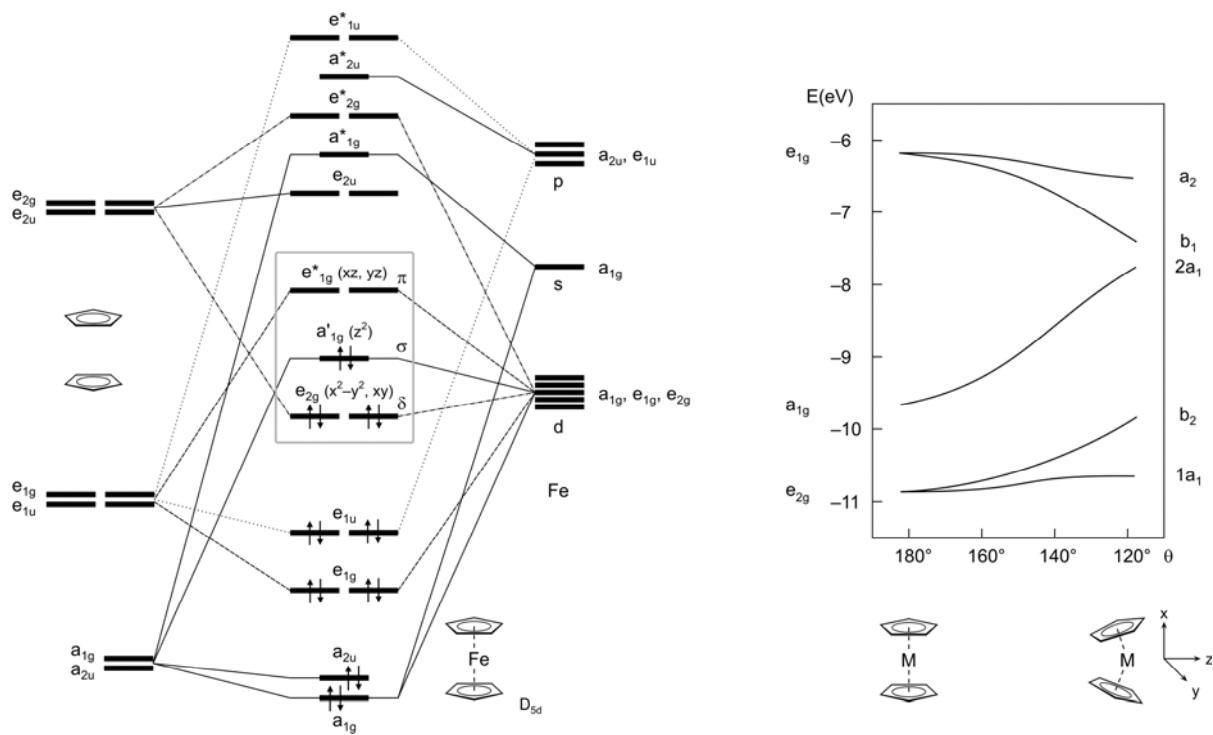 e*1u
a*2u
e*2g
a*1g
e2g
e2u
e2u
a2u, e1u
p
a1g
s
e*1g (xz, yz) π
a'1g (z²) σ
e2g (x²–y², xy) δ
a1g, e1g, e2g
d
Fe
e1g
e1u
e1u
e1g
a1g
a2u
a2u
a1g
Fe
D5d
E(eV)
–6
–7
–8
–9
–10
–11
e1g
a1g
e2g
a2
b1
2a1
b2
1a1
180° 160° 140° 120° θ
M
M
x
z
y